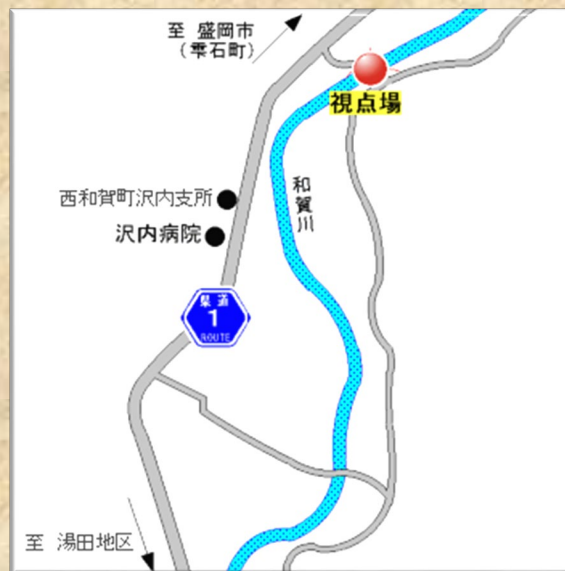 至 盛岡市
（雫石町）
視点場
西和賀町沢内支所
沢内病院
和賀川
県道
1
ROUTE
至 湯田地区